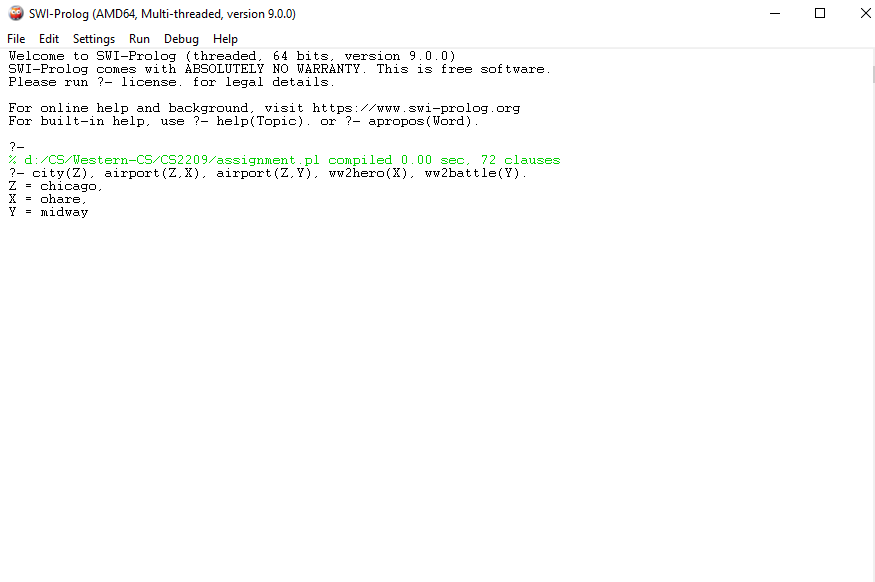 SWI-Prolog (AMD64, Multi-threaded, version 9.0.0)
File Edit Settings Run Debug Help
Welcome to SWI-Prolog (threaded, 64 bits, version 9.0.0)
SWI-Prolog comes with ABSOLUTELY NO WARRANTY. This is free software.
Please run ?- license. for legal details.
For online help and background, visit https://www.swi-prolog.org
For built-in help, use ?- help(Topic). or ?- apropos(Word).
?-
% d:/CS/Western-CS/CS2209/assignment.pl compiled 0.00 sec, 72 clauses
?- city(Z), airport(Z,X), airport(Z,Y), ww2hero(X), ww2battle(Y).
Z = chicago,
X = ohare,
Y = midway